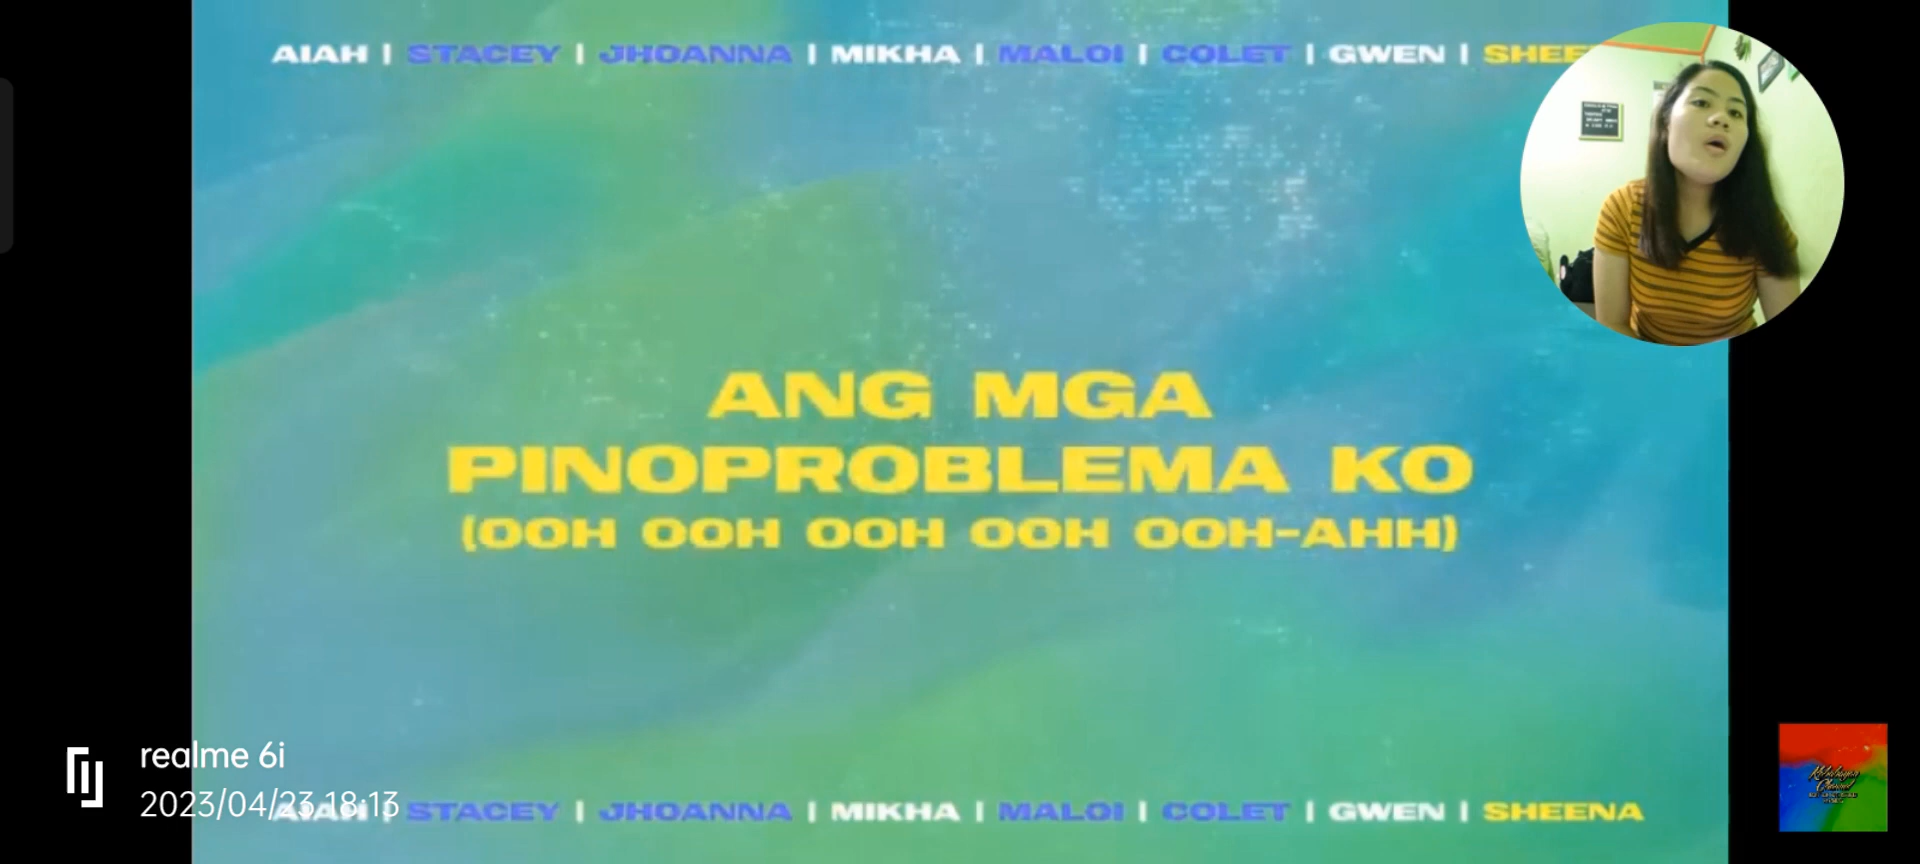 AIAH | STACEY | JHOANNA | MIKHA | MALOI | COLET | GWEN | SHEE
ANG MGA
PINOPROBLEMA KO
(OOH OOH OOH OOH OOH-AHH)
realme 6i
2023/04/23 18:13
AIAH | STACEY | JHOANNA | MIKHA | MALOI | COLET | GWEN | SHEENA